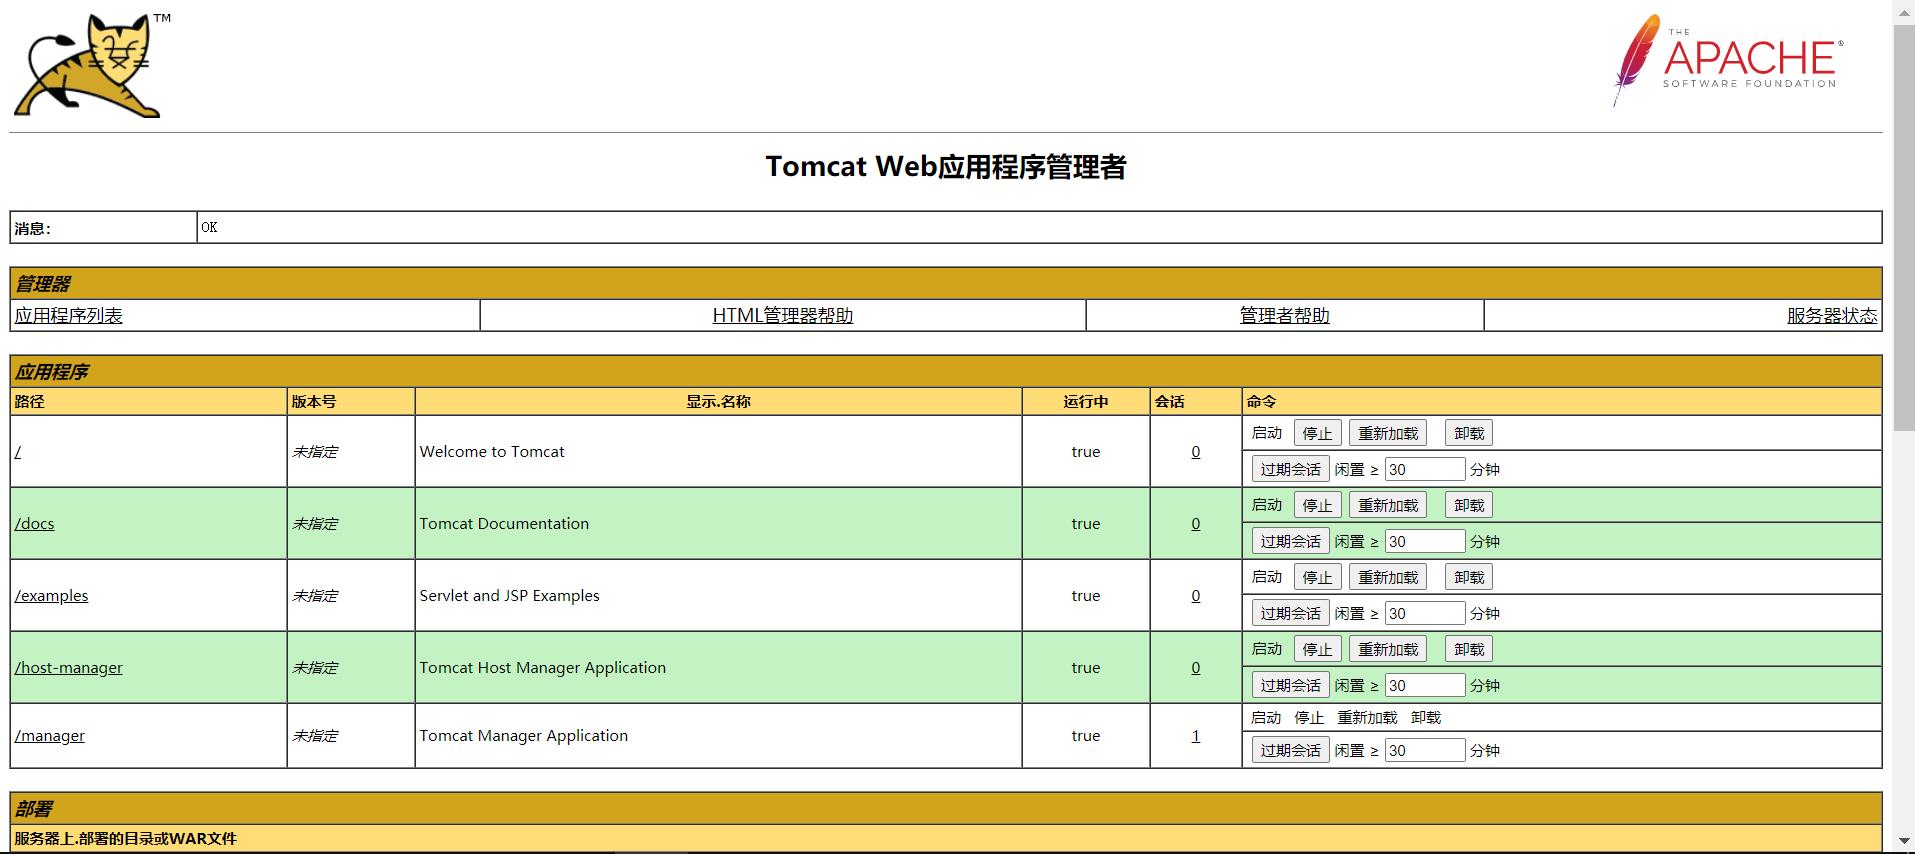 TM
THE
APACHE®
SOFTWARE FOUNDATION
Tomcat Web应用程序管理者
消息： OK
管理器
应用程序列表 HTML管理器帮助 管理者帮助 服务器状态
应用程序
路径 版本号 显示.名称 运行中 会话 命令
/ 未指定 Welcome to Tomcat true 0 启动 停止 重新加载 卸载
过期会话 闲置 ≥ 30 分钟
/docs 未指定 Tomcat Documentation true 0 启动 停止 重新加载 卸载
过期会话 闲置 ≥ 30 分钟
/examples 未指定 Servlet and JSP Examples true 0 启动 停止 重新加载 卸载
过期会话 闲置 ≥ 30 分钟
/host-manager 未指定 Tomcat Host Manager Application true 0 启动 停止 重新加载 卸载
过期会话 闲置 ≥ 30 分钟
/manager 未指定 Tomcat Manager Application true 1 启动 停止 重新加载 卸载
过期会话 闲置 ≥ 30 分钟
部署
服务器上.部署的目录或WAR文件